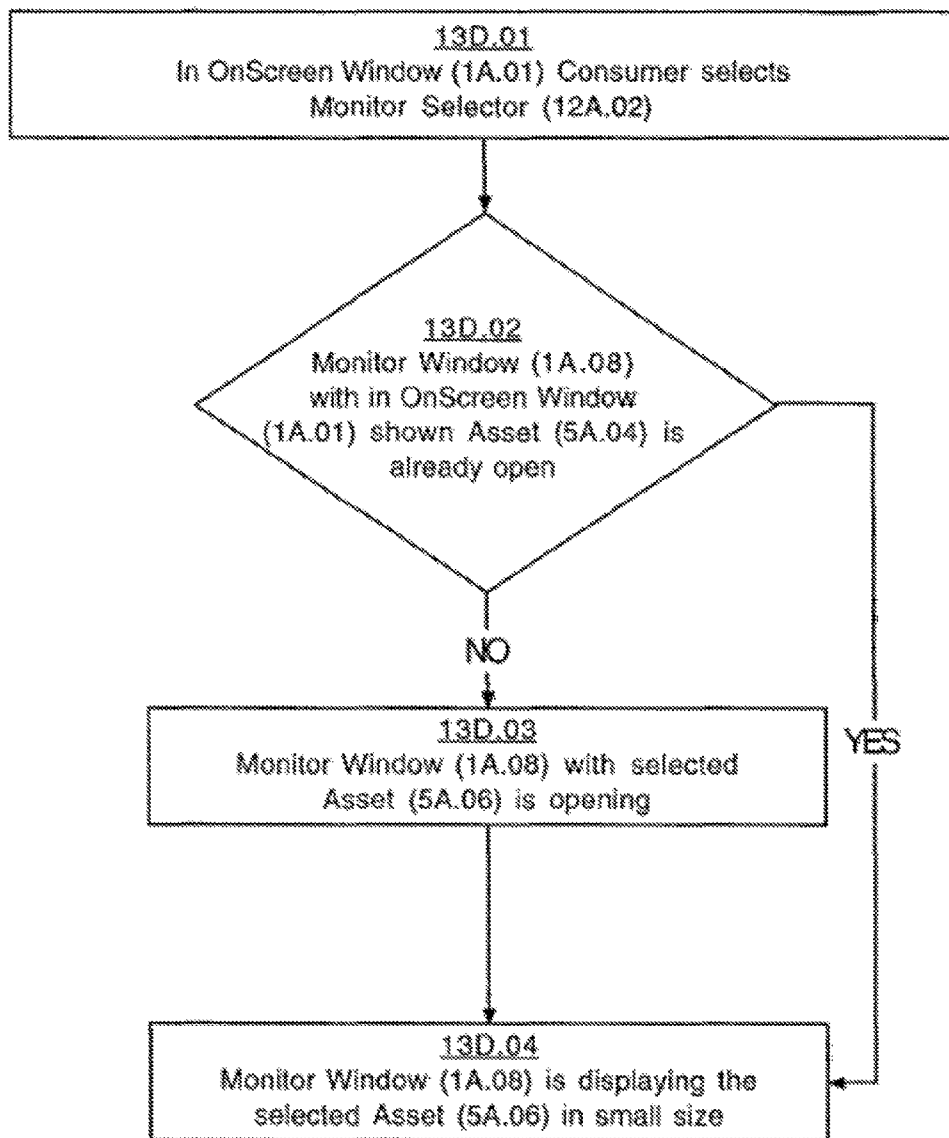 13D.01
In OnScreen Window (1A.01) Consumer selects
Monitor Selector (12A.02)
13D.02
Monitor Window (1A.08)
with in OnScreen Window
(1A.01) shown Asset (5A.04) is
already open
NO
YES
13D.03
Monitor Window (1A.08) with selected
Asset (5A.06) is opening
13D.04
Monitor Window (1A.08) is displaying the
selected Asset (5A.06) in small size